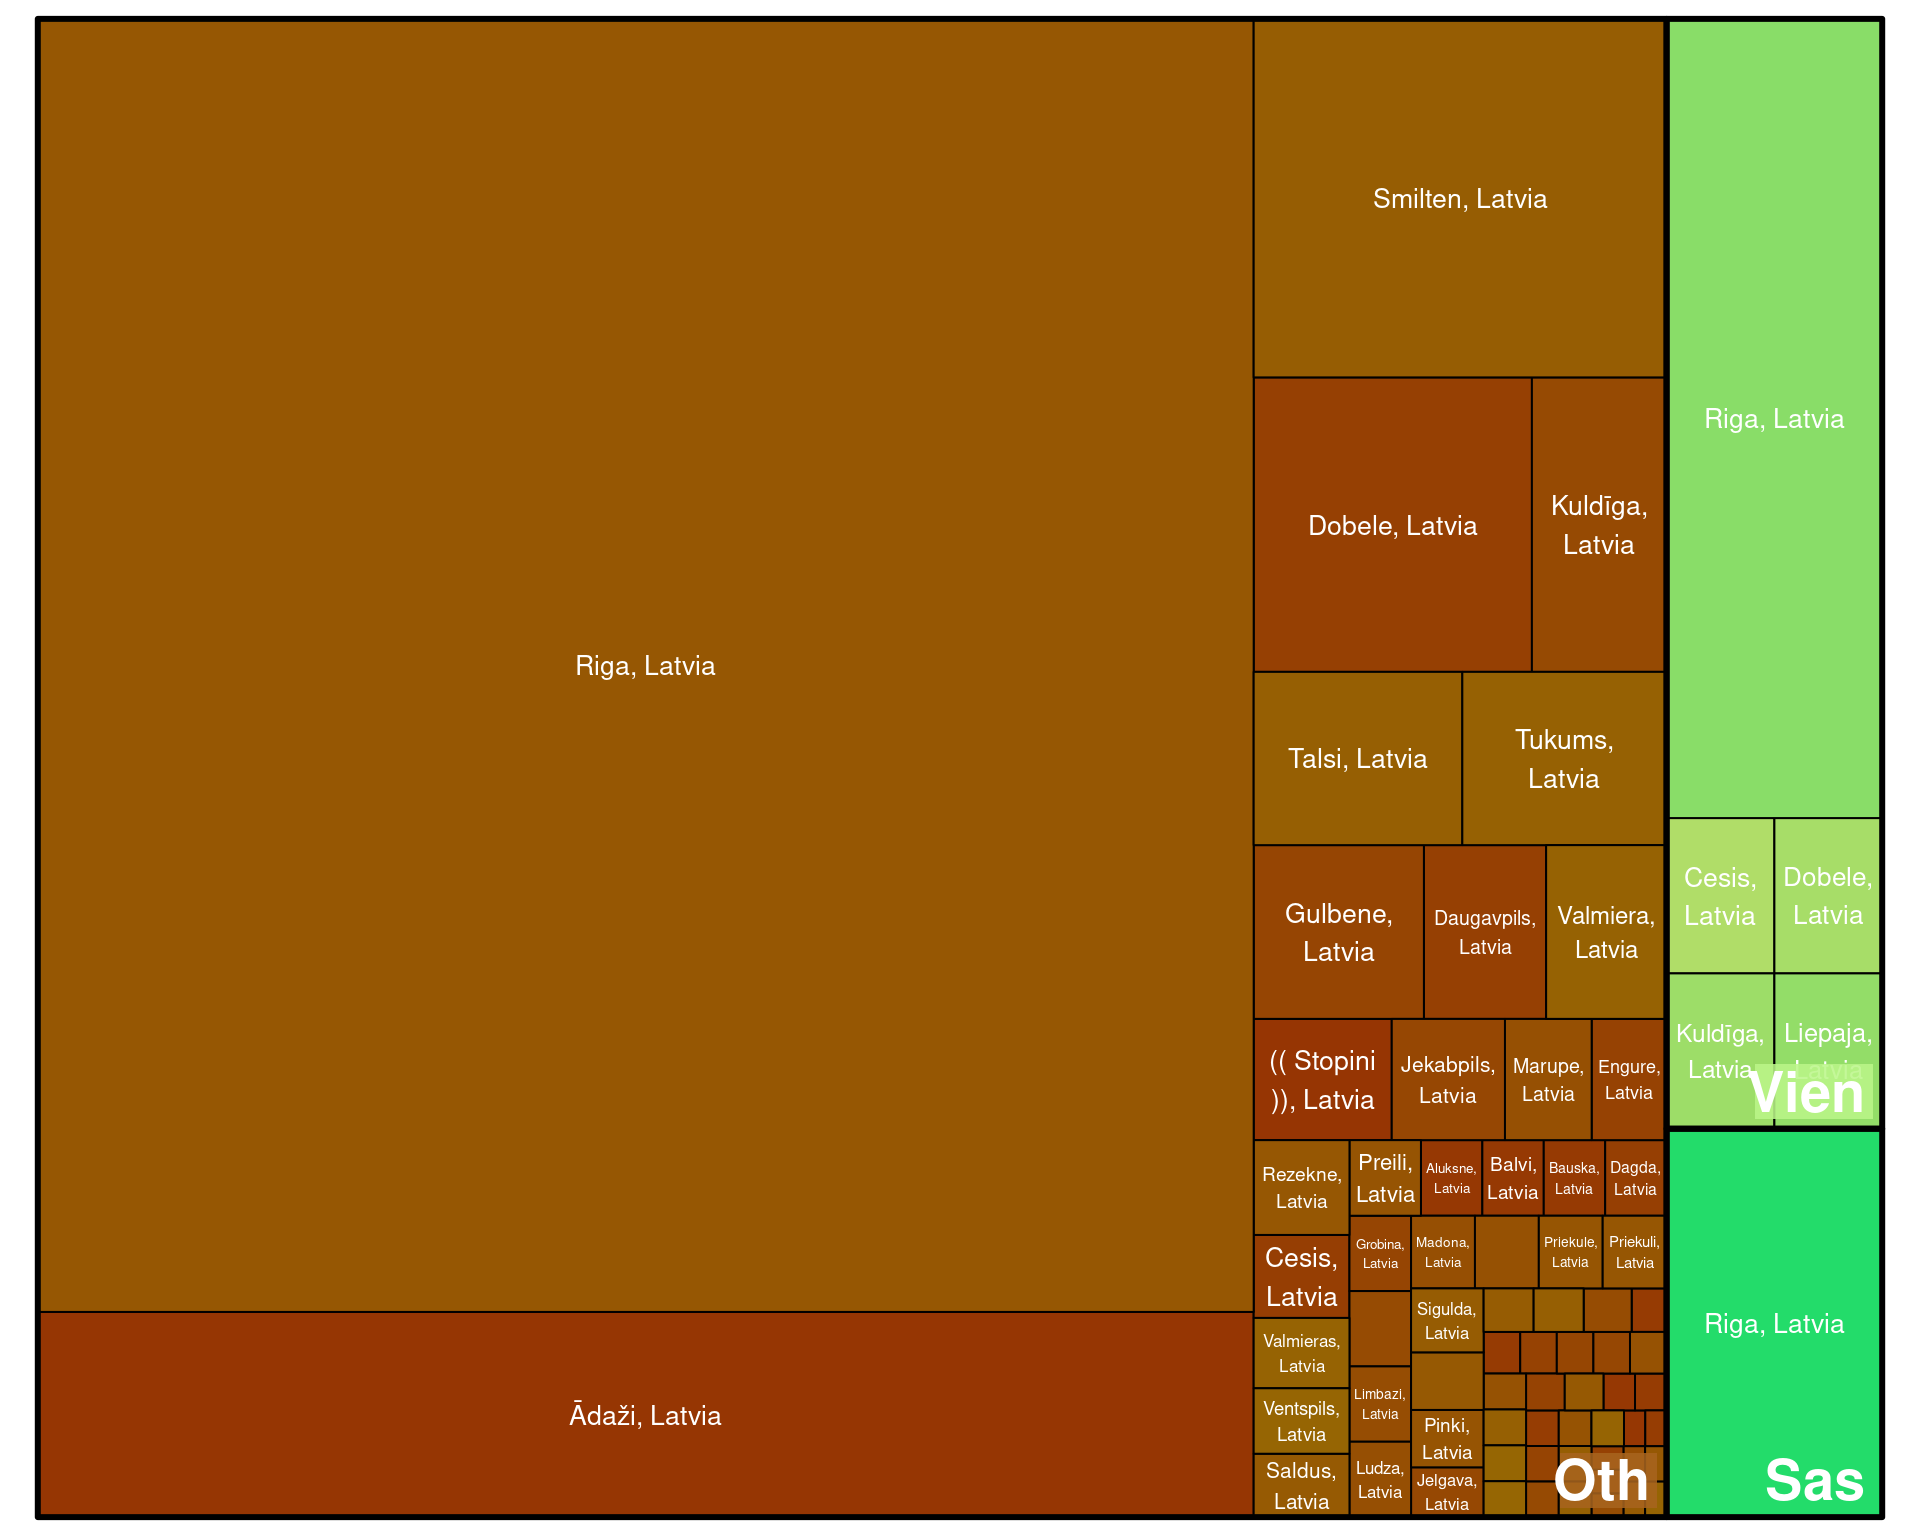 Riga, Latvia
Ādaži, Latvia
Smilten, Latvia
Dobele, Latvia
Kuldīga,
Latvia
Talsi, Latvia
Tukums,
Latvia
Gulbene,
Latvia
Daugavpils,
Latvia
Valmiera,
Latvia
(( Stopini
)), Latvia
Jekabpils,
Latvia
Marupe,
Latvia
Engure,
Latvia
Rezekne,
Latvia
Cesis,
Latvia
Valmieras,
Latvia
Ventspils,
Latvia
Saldus,
Latvia
Preili,
Latvia
Aluksne,
Latvia
Balvi,
Latvia
Bauska,
Latvia
Dagda,
Latvia
Grobina,
Latvia
Madona,
Latvia
Priekule,
Latvia
Priekuli,
Latvia
Limbazi,
Latvia
Ludza,
Latvia
Sigulda,
Latvia
Pinki,
Latvia
Jelgava,
Latvia
Oth
Riga, Latvia
Cesis,
Latvia
Dobele,
Latvia
Kuldīga,
Latvia
Liepaja,
Latvia
Vien
Riga, Latvia
Sas